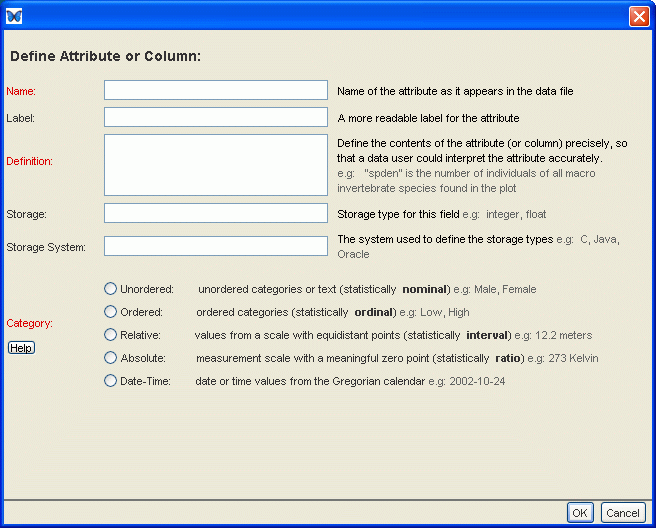 Define Attribute or Column:
Name: Name of the attribute as it appears in the data file
Label: A more readable label for the attribute
Definition: Define the contents of the attribute (or column) precisely, so
that a data user could interpret the attribute accurately.
e.g: "spden" is the number of individuals of all macro
invertebrate species found in the plot
Storage: Storage type for this field e.g: integer, float
Storage System: The system used to define the storage types e.g: C, Java,
Oracle
Category:
Help
Unordered: unordered categories or text (statistically nominal) e.g: Male, Female
Ordered: ordered categories (statistically ordinal) e.g: Low, High
Relative: values from a scale with equidistant points (statistically interval) e.g: 12.2 meters
Absolute: measurement scale with a meaningful zero point (statistically ratio) e.g: 273 Kelvin
Date-Time: date or time values from the Gregorian calendar e.g: 2002-10-24
OK Cancel